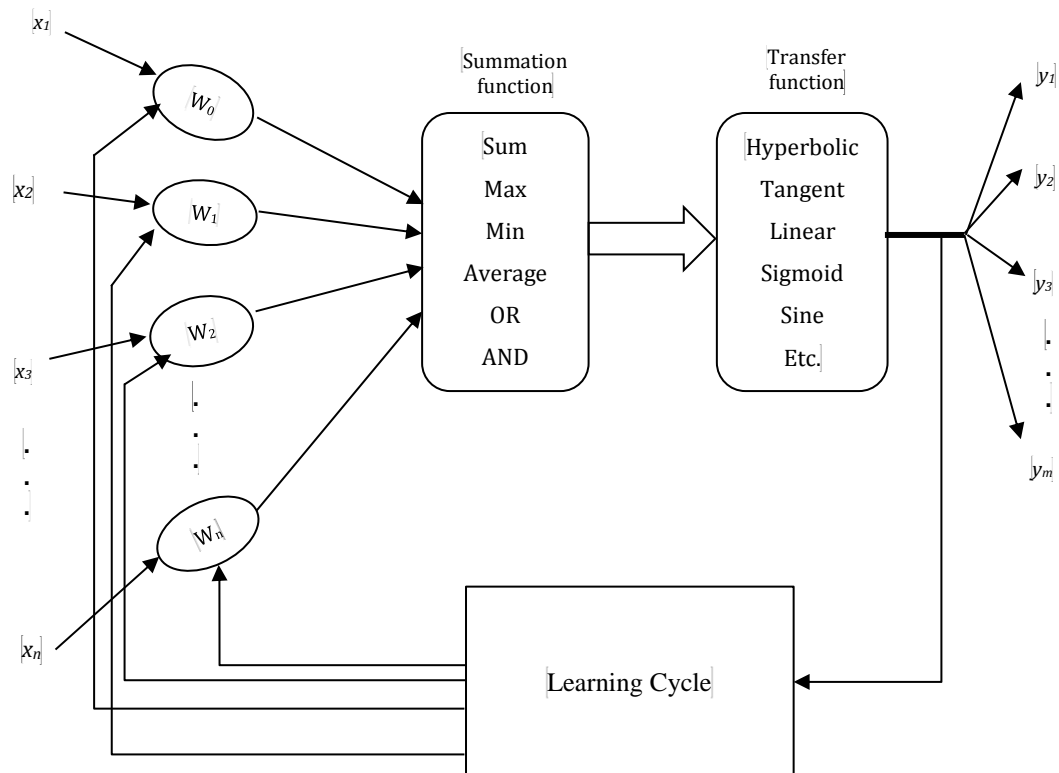 x₁
x₂
x₃
.
.
.
xₙ
W₀
W₁
W₂
.
.
.
Wₙ
Summation
function
Sum
Max
Min
Average
OR
AND
Transfer
function
Hyperbolic
Tangent
Linear
Sigmoid
Sine
Etc.
y₁
y₂
y₃
.
.
.
yₘ
Learning Cycle